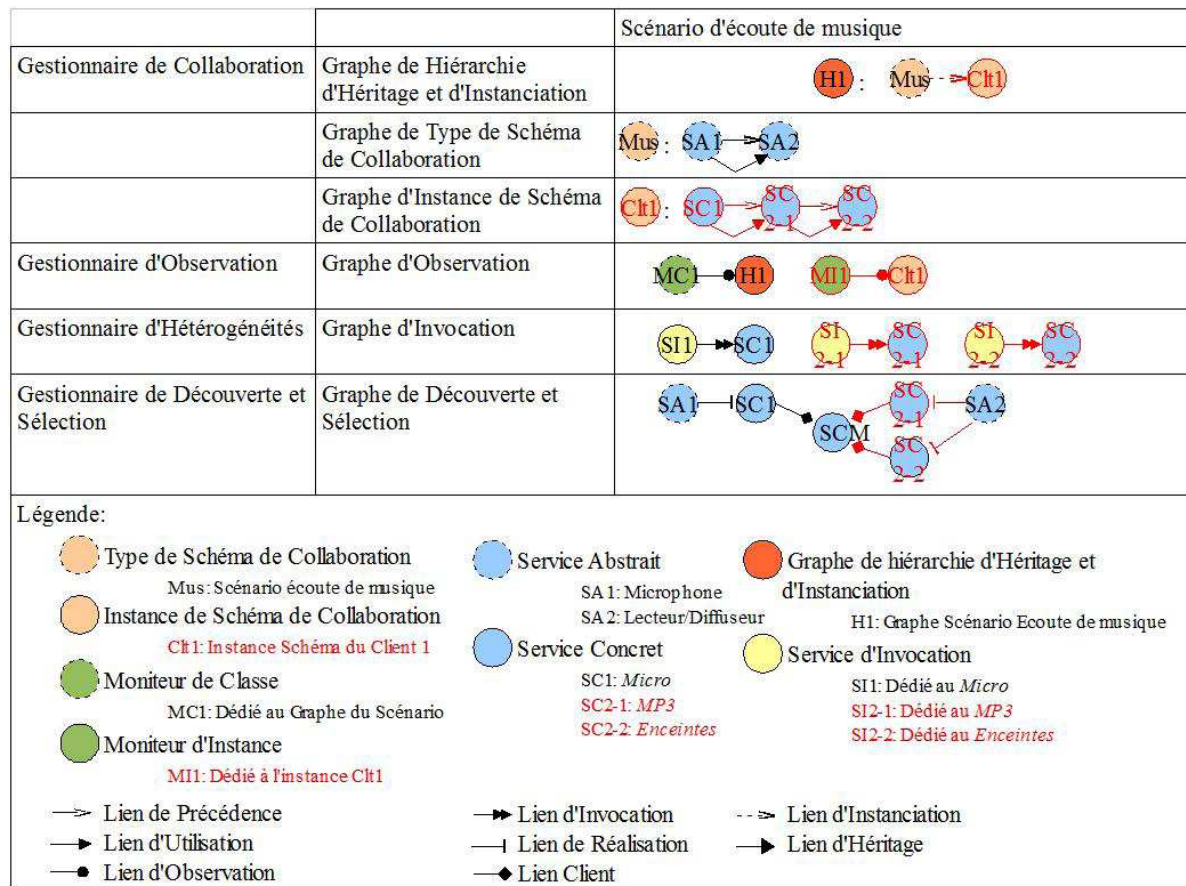 Scénario d'écoute de musique
Gestionnaire de Collaboration
Graphe de Hiérarchie
d'Héritage et d'Instanciation
H1 : Mus Clt1
Graphe de Type de Schéma
de Collaboration
Mus : SA1 SA2
Graphe d'Instance de Schéma
de Collaboration
Clt1 : SC1 SC 2-1 SC 2-2
Gestionnaire d'Observation
Graphe d'Observation
MC1 H1 MI1 Clt1
Gestionnaire d'Hétérogénéités
Graphe d'Invocation
SI1 SC1 SI 2-1 SC 2-1 SI 2-2 SC 2-2
Gestionnaire de Découverte et
Sélection
Graphe de Découverte et
Sélection
SA1 SC1 SCM SC 2-1 SA2
SC 2-2
Légende:
Type de Schéma de Collaboration
Mus: Scénario écoute de musique
Instance de Schéma de Collaboration
Clt1: Instance Schéma du Client 1
Moniteur de Classe
MC1: Dédié au Graphe du Scénario
Moniteur d'Instance
MI1: Dédié à l'instance Clt1
Service Abstrait
SA1: Microphone
SA2: Lecteur/Diffuseur
Service Concret
SC1: Micro
SC2-1: MP3
SC2-2: Enceintes
Graphe de hiérarchie d'Héritage et
d'Instanciation
H1: Graphe Scénario Ecoute de musique
Service d'Invocation
SI1: Dédié au Micro
SI2-1: Dédié au MP3
SI2-2: Dédié au Enceintes
Lien de Précédence
Lien d'Utilisation
Lien d'Observation
Lien d'Invocation
Lien de Réalisation
Lien Client
Lien d'Instanciation
Lien d'Héritage